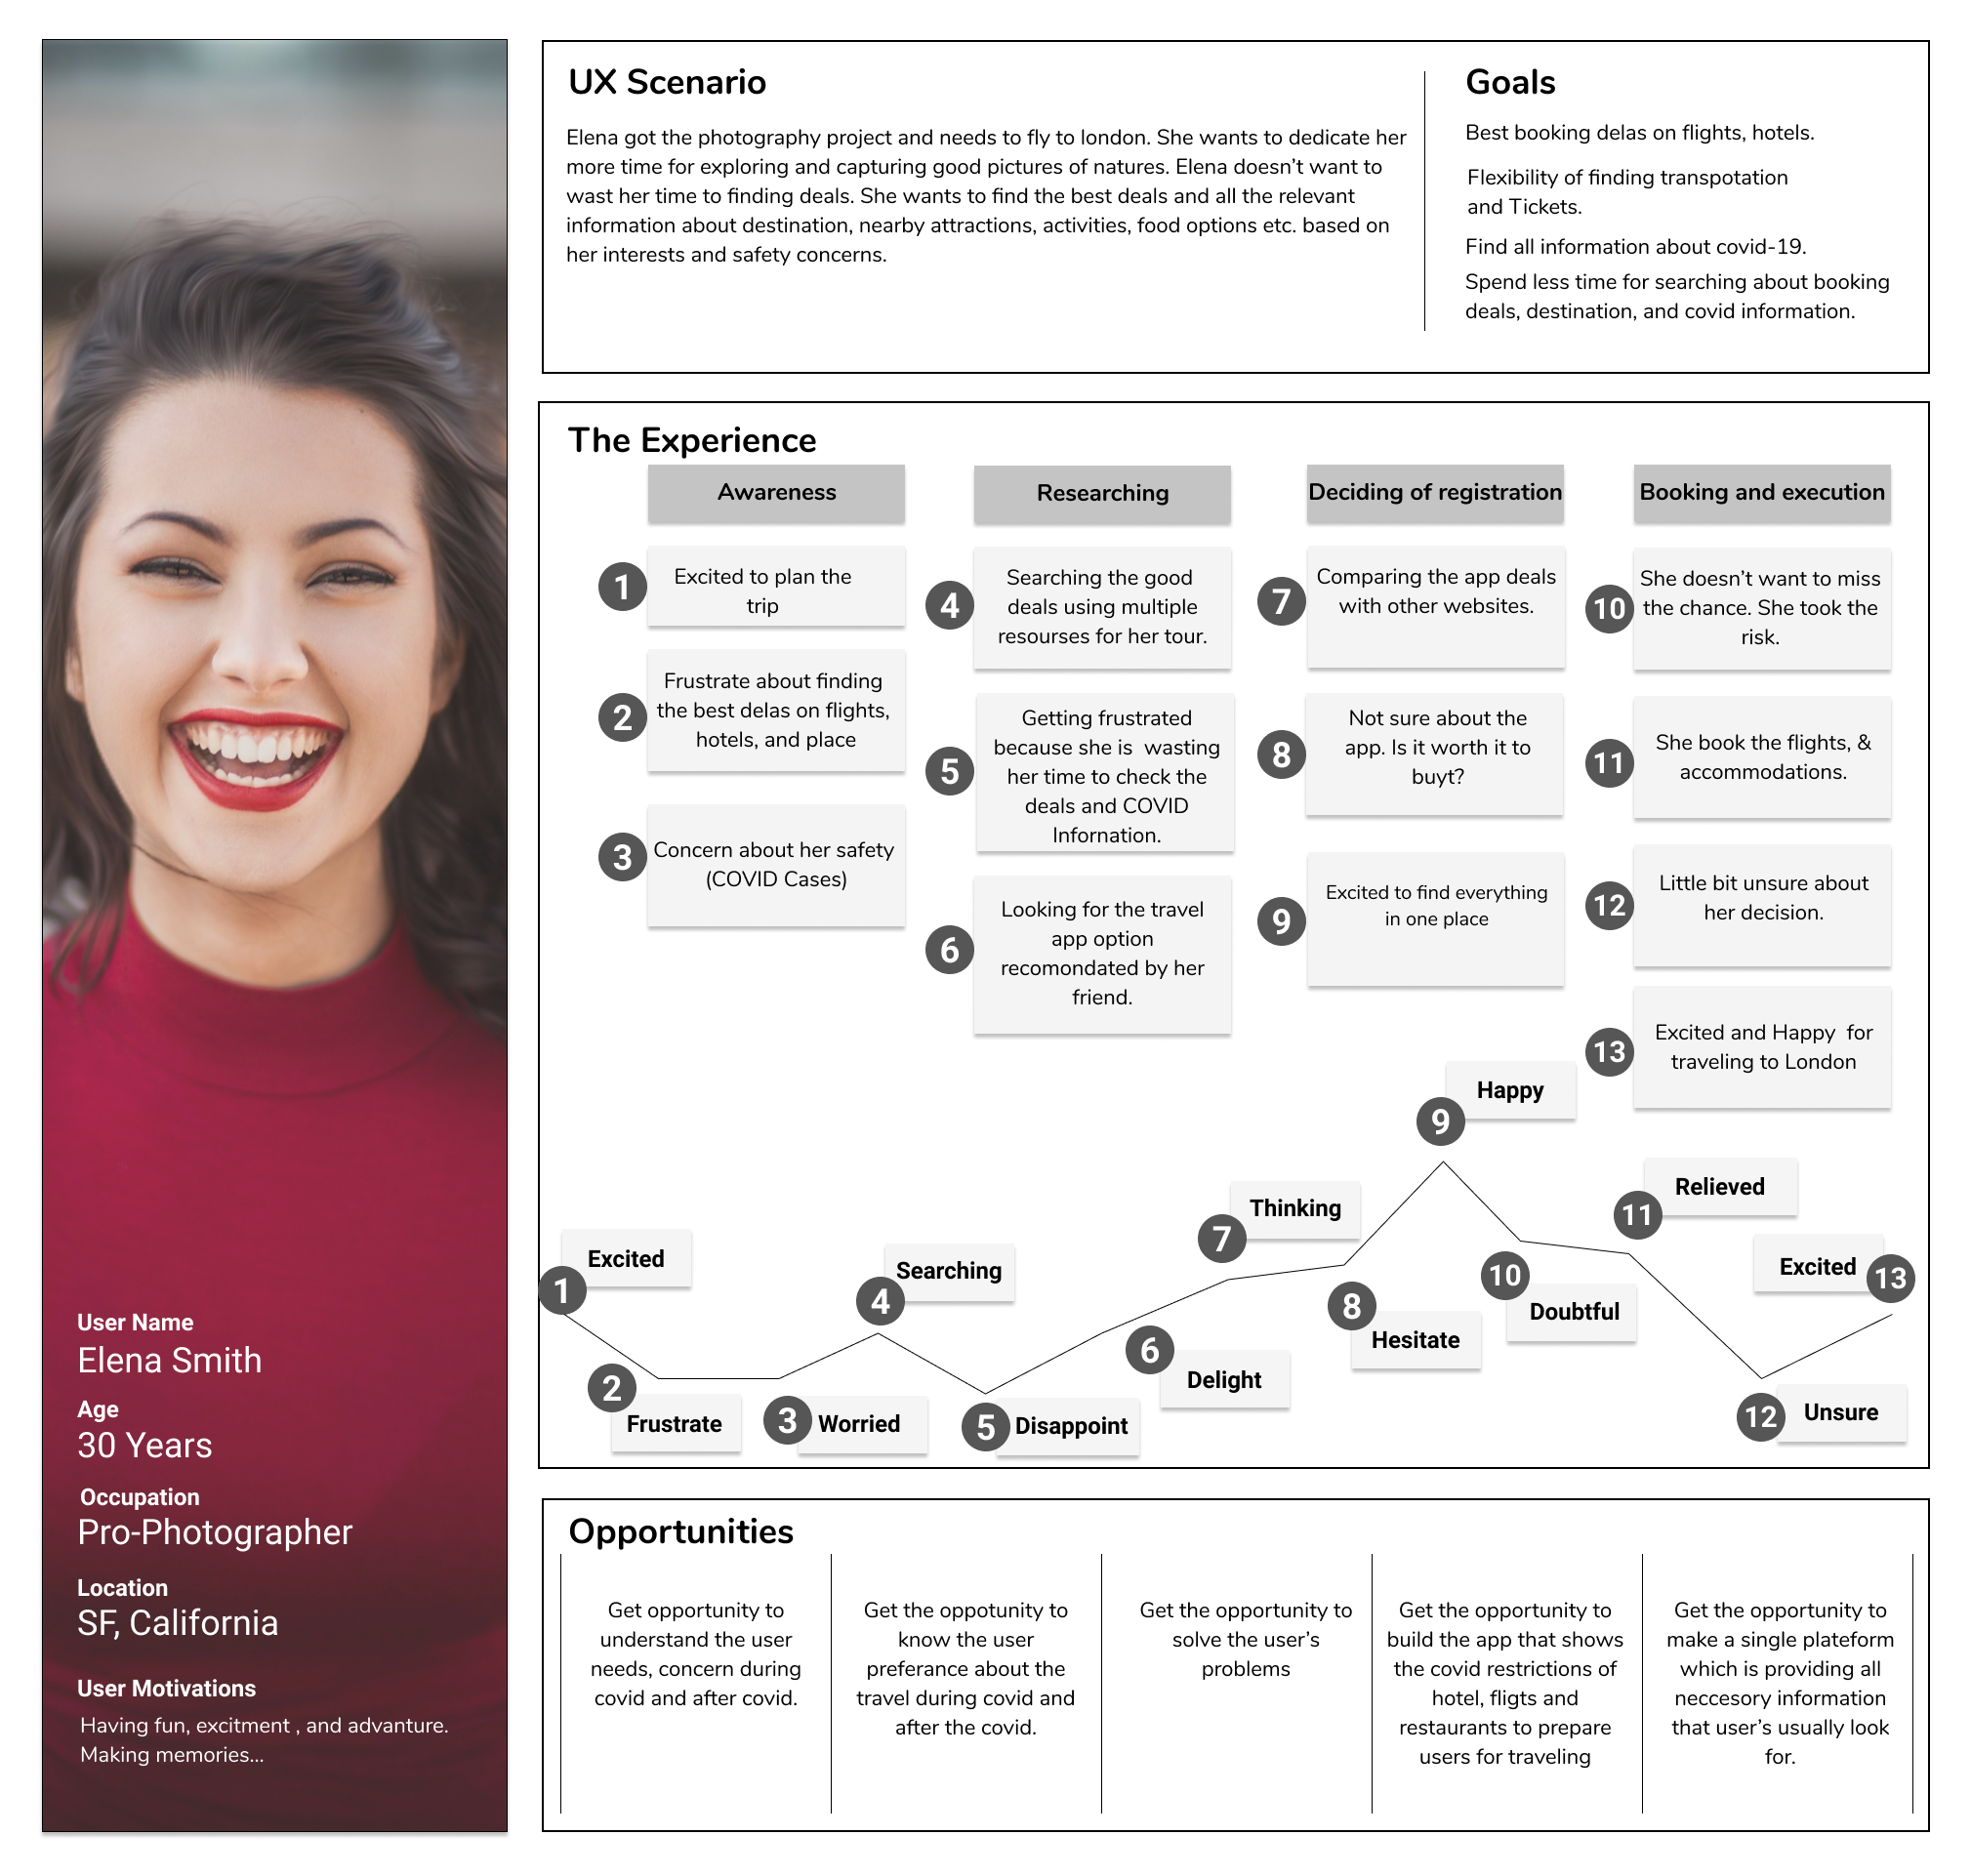 User Name
Elena Smith
Age
30 Years
Occupation
Pro-Photographer
Location
SF, California
User Motivations
Having fun, excitment , and advanture.
Making memories...
UX Scenario
Elena got the photography project and needs to fly to london. She wants to dedicate her
more time for exploring and capturing good pictures of natures. Elena doesn't want to
wast her time to finding deals. She wants to find the best deals and all the relevant
information about destination, nearby attractions, activities, food options etc. based on
her interests and safety concerns.
Goals
Best booking delas on flights, hotels.
Flexibility of finding transpotation
and Tickets.
Find all information about covid-19.
Spend less time for searching about booking
deals, destination, and covid information.
The Experience
Awareness
1
Excited to plan the
trip
2
Frustrate about finding
the best delas on flights,
hotels, and place
3
Concern about her safety
(COVID Cases)
Researching
4
Searching the good
deals using multiple
resourses for her tour.
5
Getting frustrated
because she is  wasting
her time to check the
deals and COVID
Infornation.
6
Looking for the travel
app option
recomondated by her
friend.
Deciding of registration
7
Comparing the app deals
with other websites.
8
Not sure about the
app. Is it worth it to
buyt?
9
Excited to find everything
in one place
Booking and execution
10
She doesn't want to miss
the chance. She took the
risk.
11
She book the flights, &
accommodations.
12
Little bit unsure about
her decision.
13
Excited and Happy  for
traveling to London
1
Excited
2
Frustrate
3
Worried
4
Searching
5
Disappoint
6
Delight
7
Thinking
8
Hesitate
9
Happy
10
Doubtful
11
Relieved
12
Unsure
Excited
13
Opportunities
Get opportunity to
understand the user
needs, concern during
covid and after covid.
Get the oppotunity to
know the user
preferance about the
travel during covid and
after the covid.
Get the opportunity to
solve the user's
problems
Get the opportunity to
build the app that shows
the covid restrictions of
hotel, fligts and
restaurants to prepare
users for traveling
Get the opportunity to
make a single plateform
which is providing all
neccesory information
that user's usually look
for.